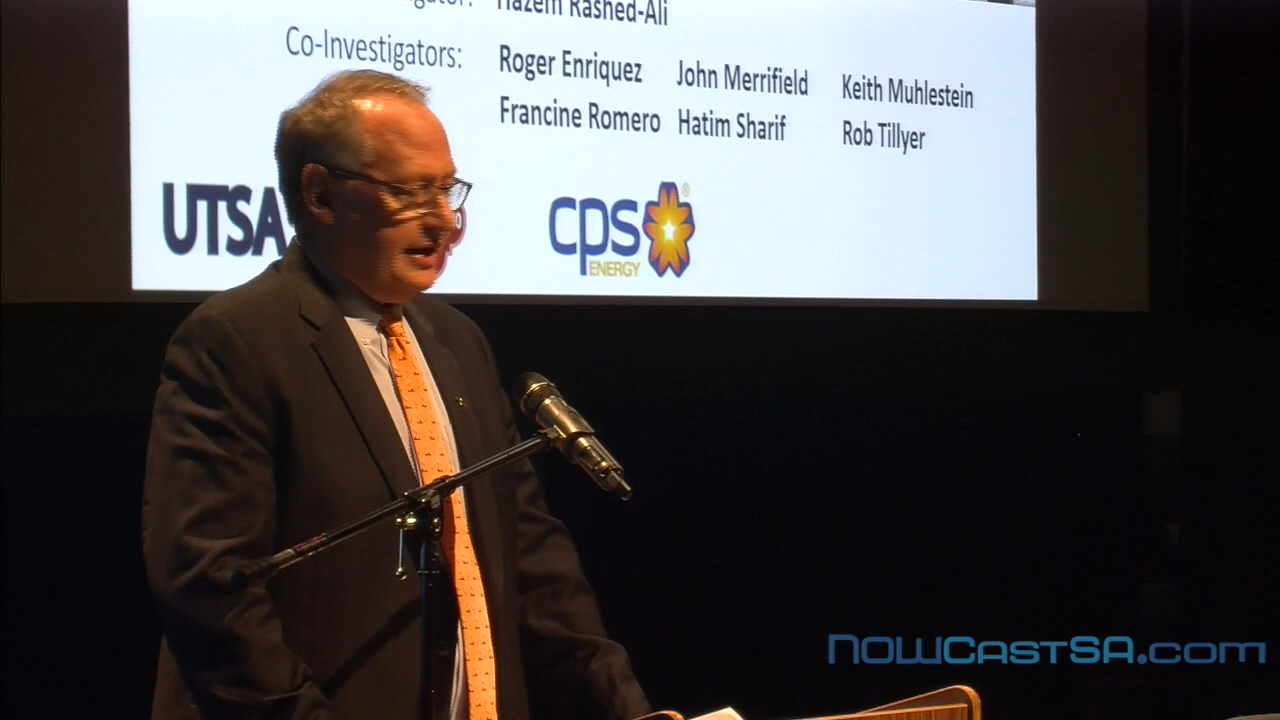 Hazem Rashed-Ali
Co-Investigators: Roger Enriquez John Merrifield Keith Muhlestein
Francine Romero Hatim Sharif Rob Tillyer
UTSA cps ®
ENERGY
NOWCastSA.com